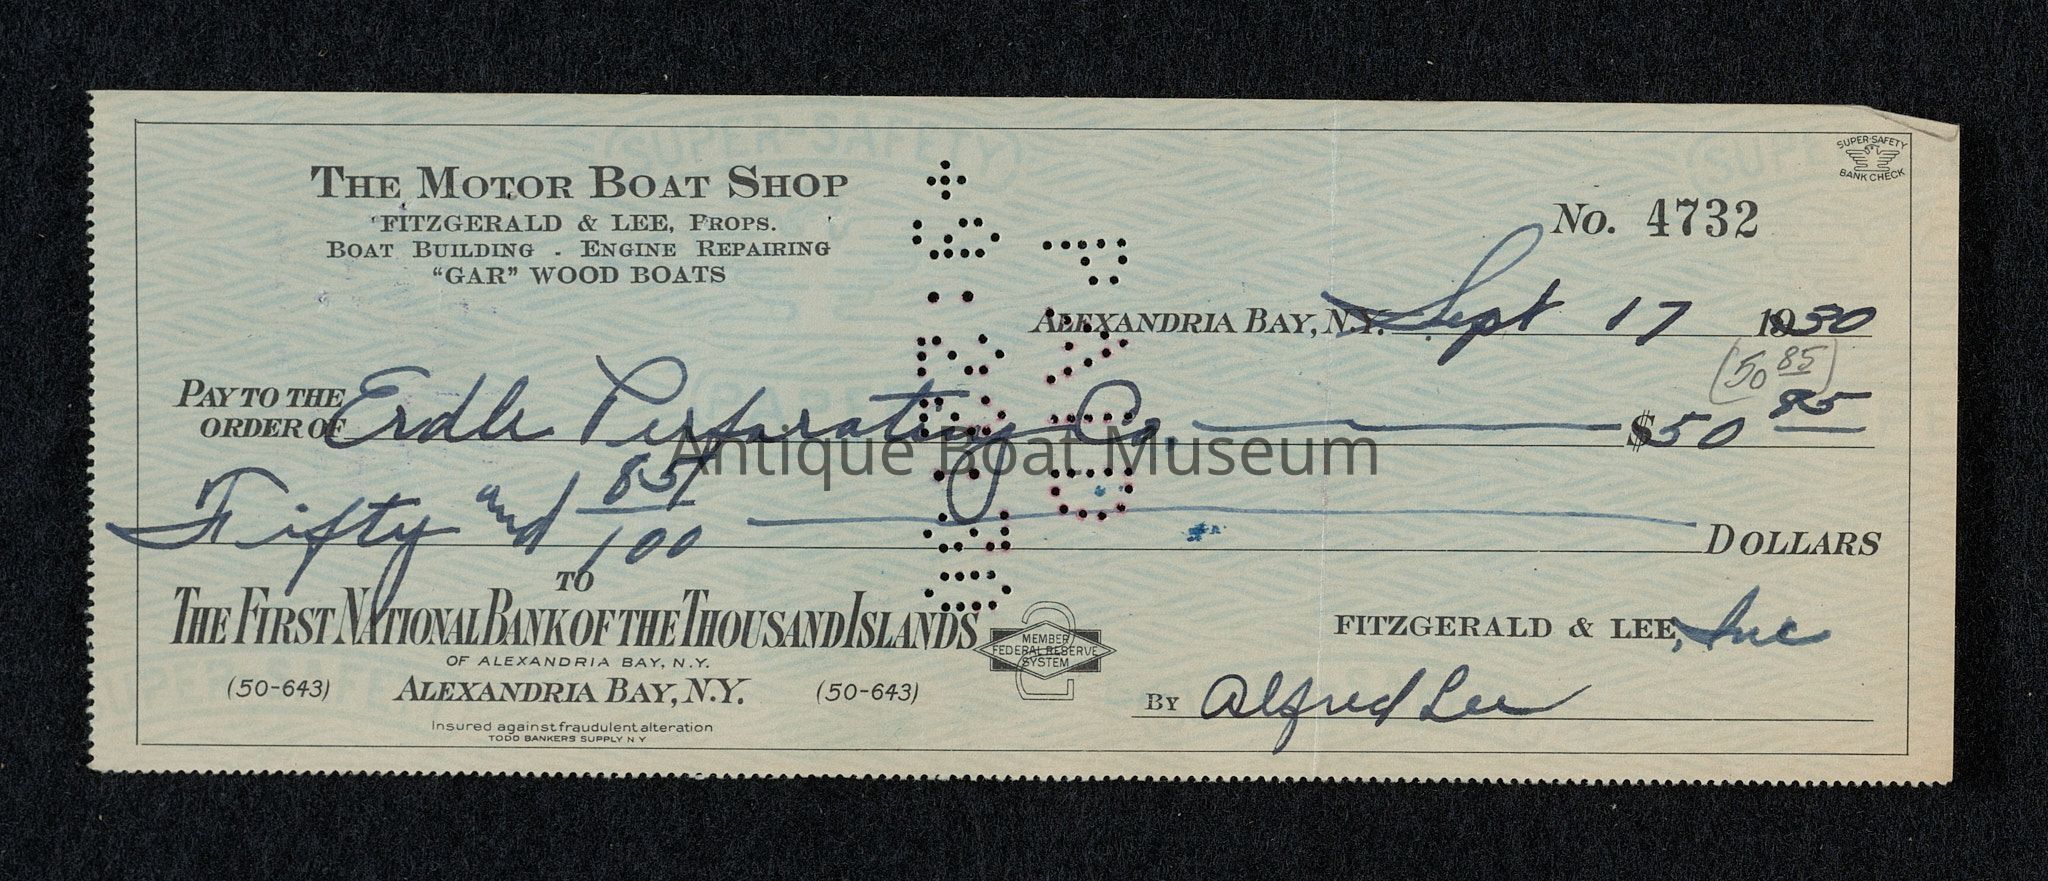 SUPER-SAFETY
BANK CHECK
THE MOTOR BOAT SHOP
FITZGERALD & LEE, PROPS.
BOAT BUILDING - ENGINE REPAIRING
"GAR" WOOD BOATS
No. 4732
ALEXANDRIA BAY, N.Y. Sept 17 1930
(50 85)
PAY TO THE ORDER OF Erdle Perforating Co. $50 85
Fifty and 85/100 DOLLARS
Antique Boat Museum
TO
THE FIRST NATIONAL BANK OF THE THOUSAND ISLANDS
OF ALEXANDRIA BAY, N.Y.
(50-643) ALEXANDRIA BAY, N.Y. (50-643)
Insured against fraudulent alteration
TODD BANKERS SUPPLY N Y
MEMBER
FEDERAL RESERVE
SYSTEM
FITZGERALD & LEE, Inc
BY Alfred Lee
PAID